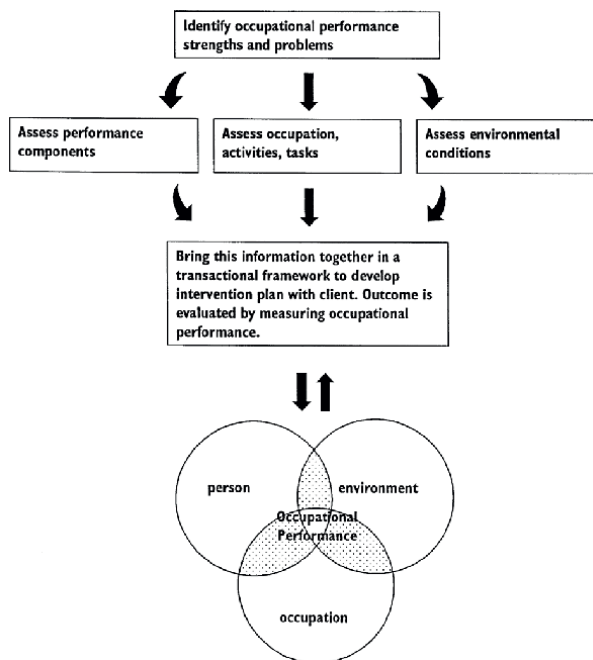 Identify occupational performance
strengths and problems
Assess performance
components
Assess occupation,
activities, tasks
Assess environmental
conditions
Bring this information together in a
transactional framework to develop
intervention plan with client. Outcome is
evaluated by measuring occupational
performance.
person
environment
Occupational
Performance
occupation